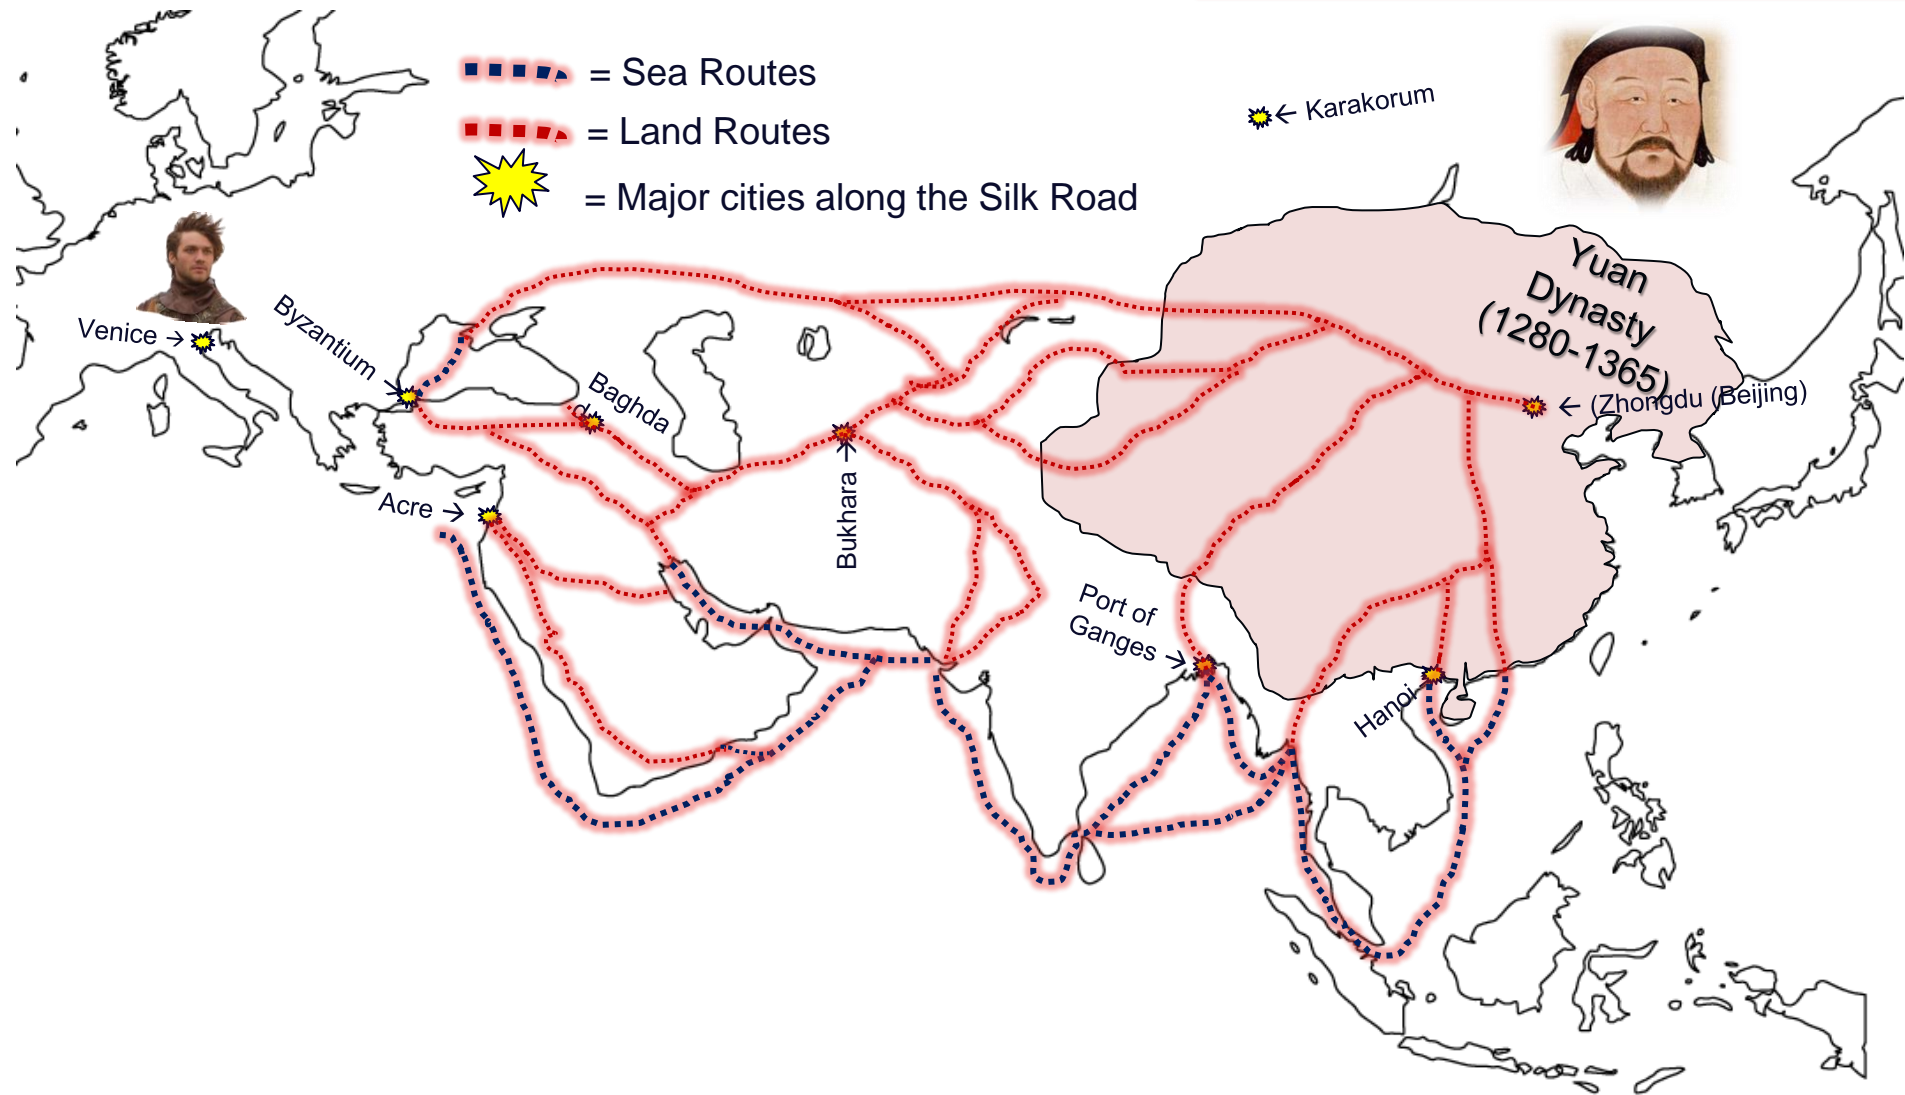 = Sea Routes
= Land Routes
= Major cities along the Silk Road
← Karakorum
Yuan
Dynasty
(1280-1365)
Venice →
Byzantium
Baghda
d
← (Zhongdu (Beijing)
Acre →
Bukhara →
Port of
Ganges →
Hanoi